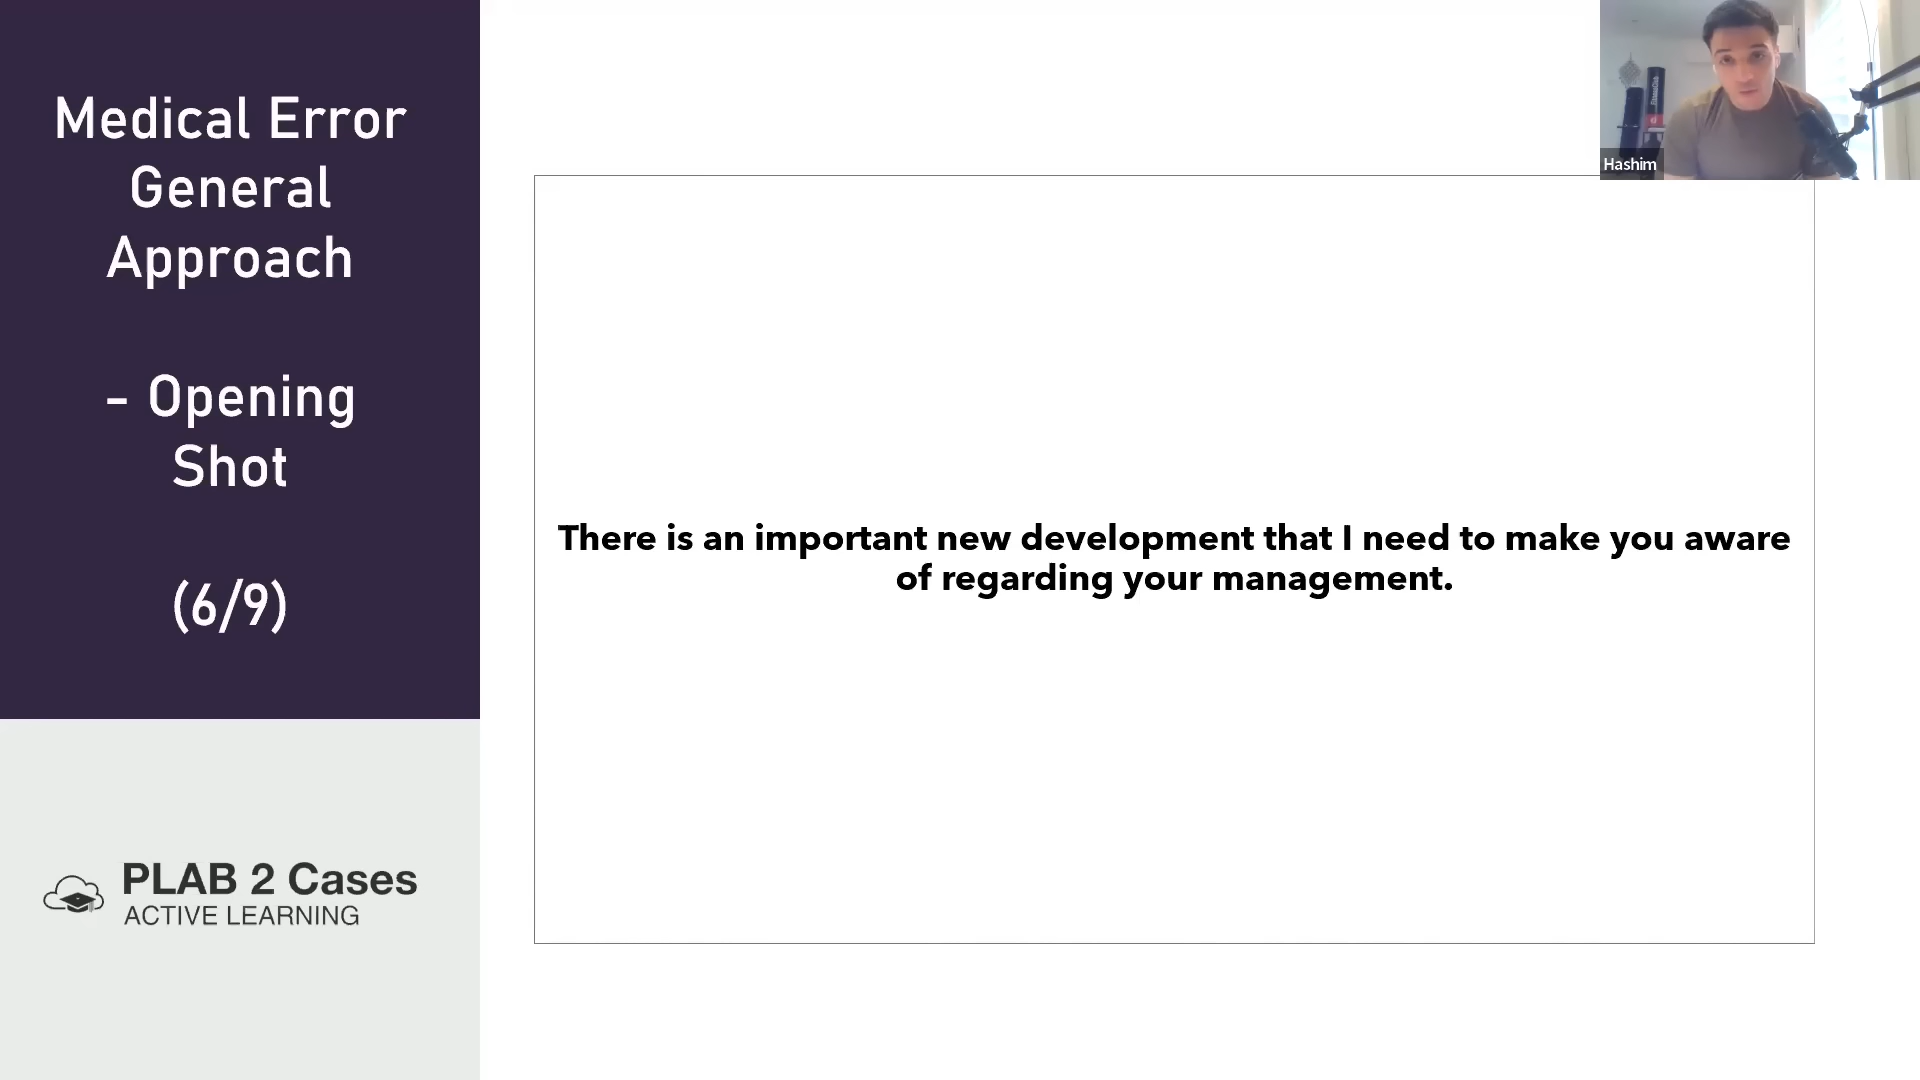 Medical Error
General
Approach
- Opening
Shot
(6/9)
PLAB 2 Cases
ACTIVE LEARNING
Hashim
There is an important new development that I need to make you aware
of regarding your management.